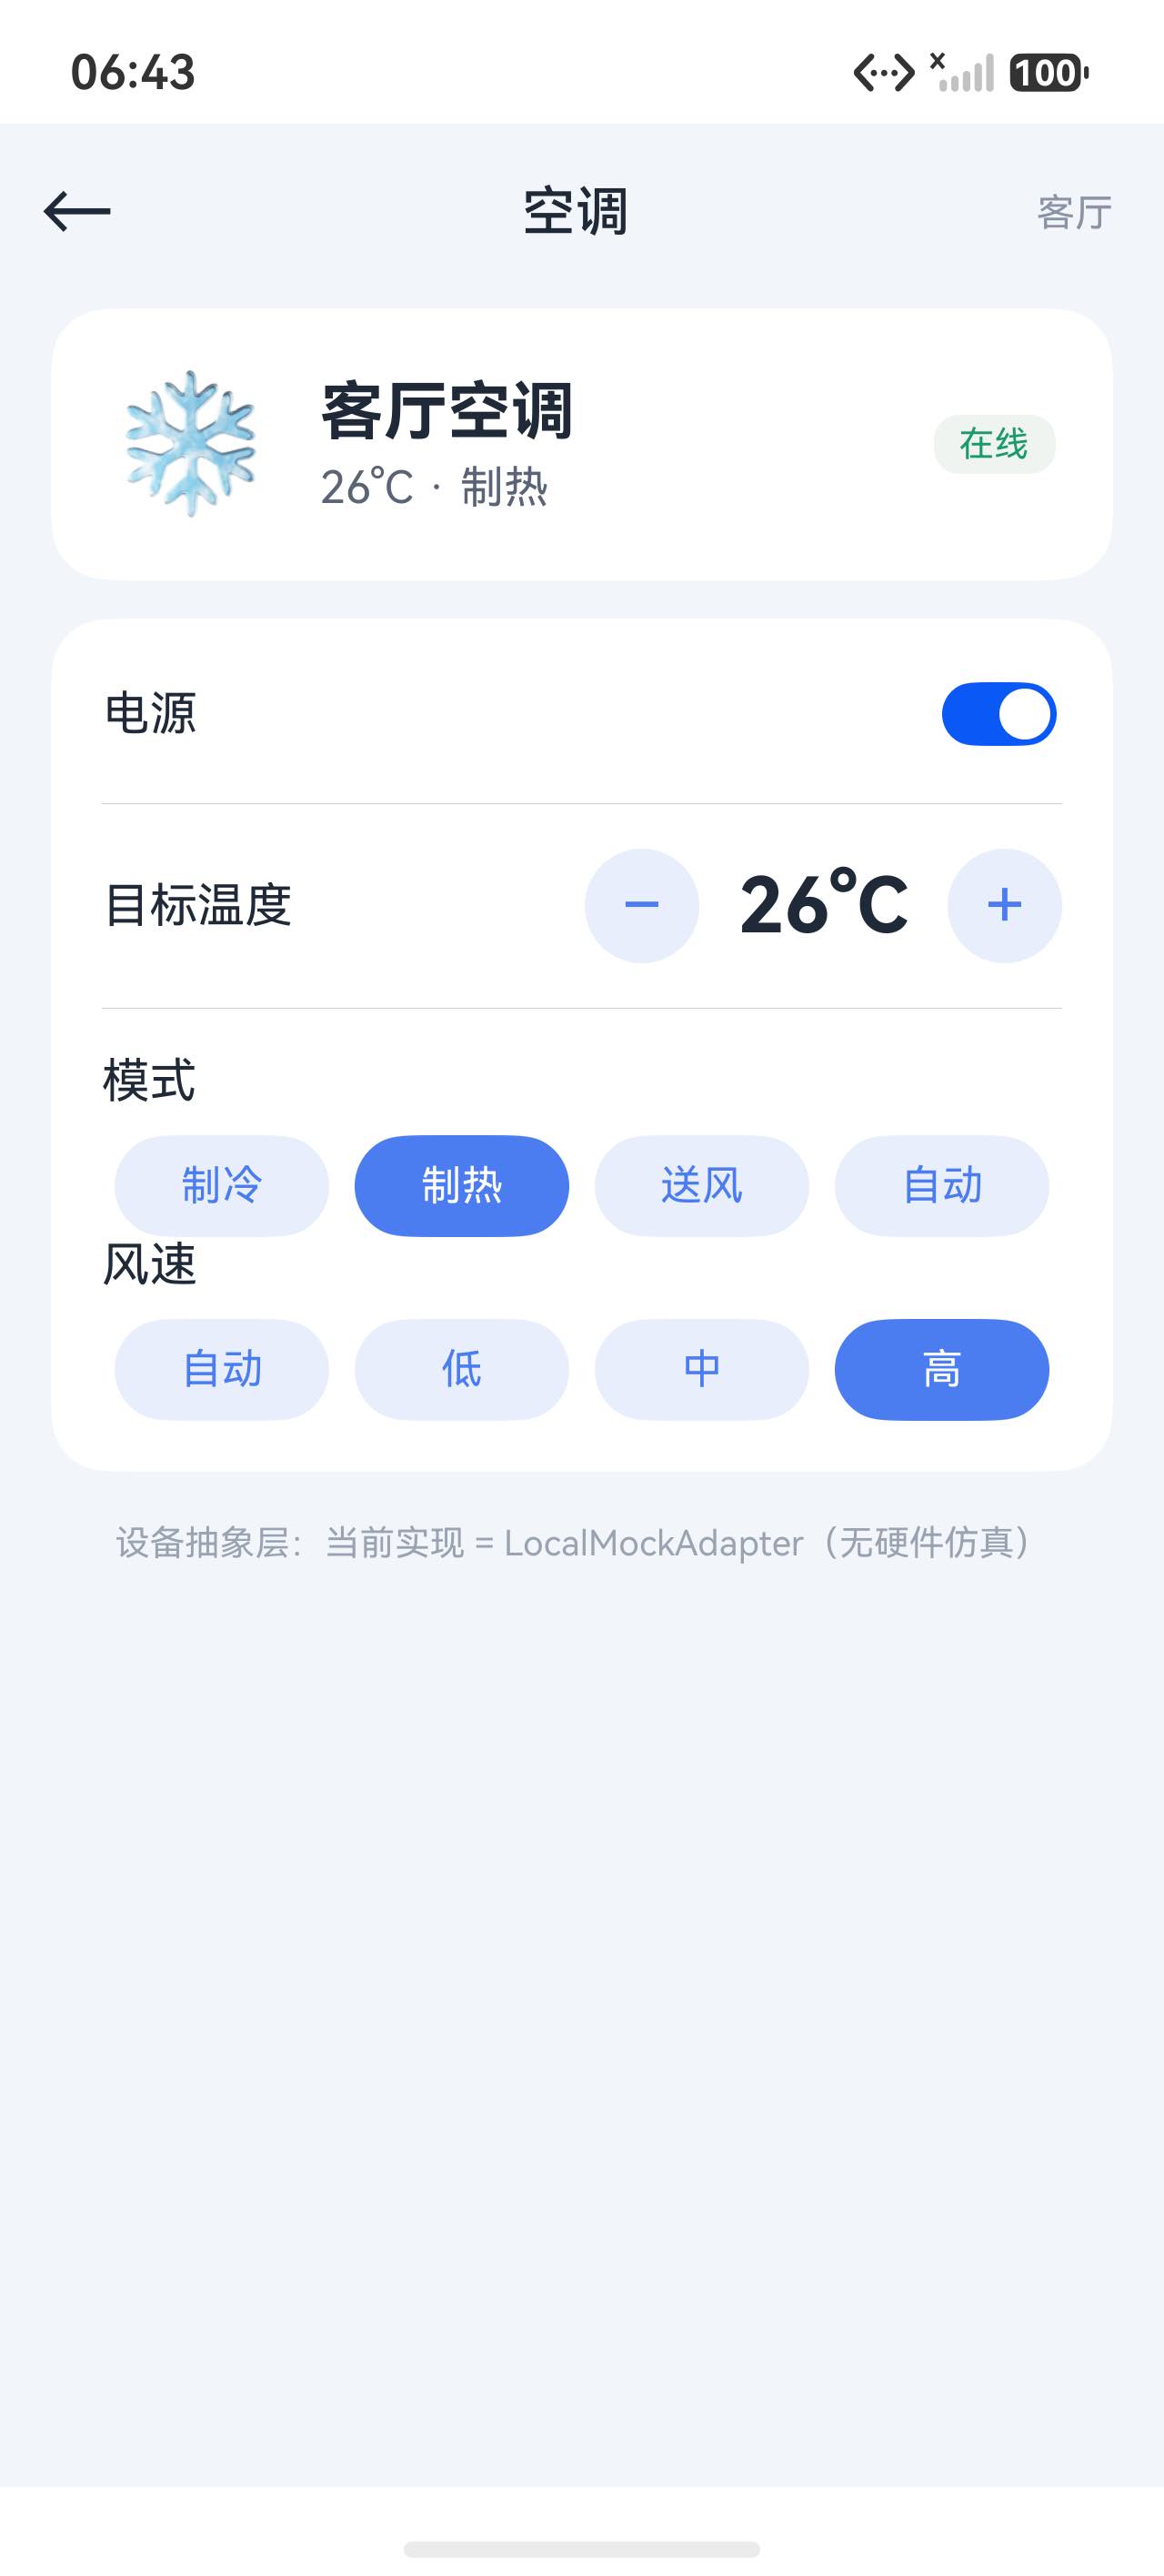 06:43
100
空调
客厅
客厅空调
26°C · 制热
在线
电源
目标温度
− 26°C +
模式
制冷 制热 送风 自动
风速
自动 低 中 高
设备抽象层：当前实现 = LocalMockAdapter（无硬件仿真）